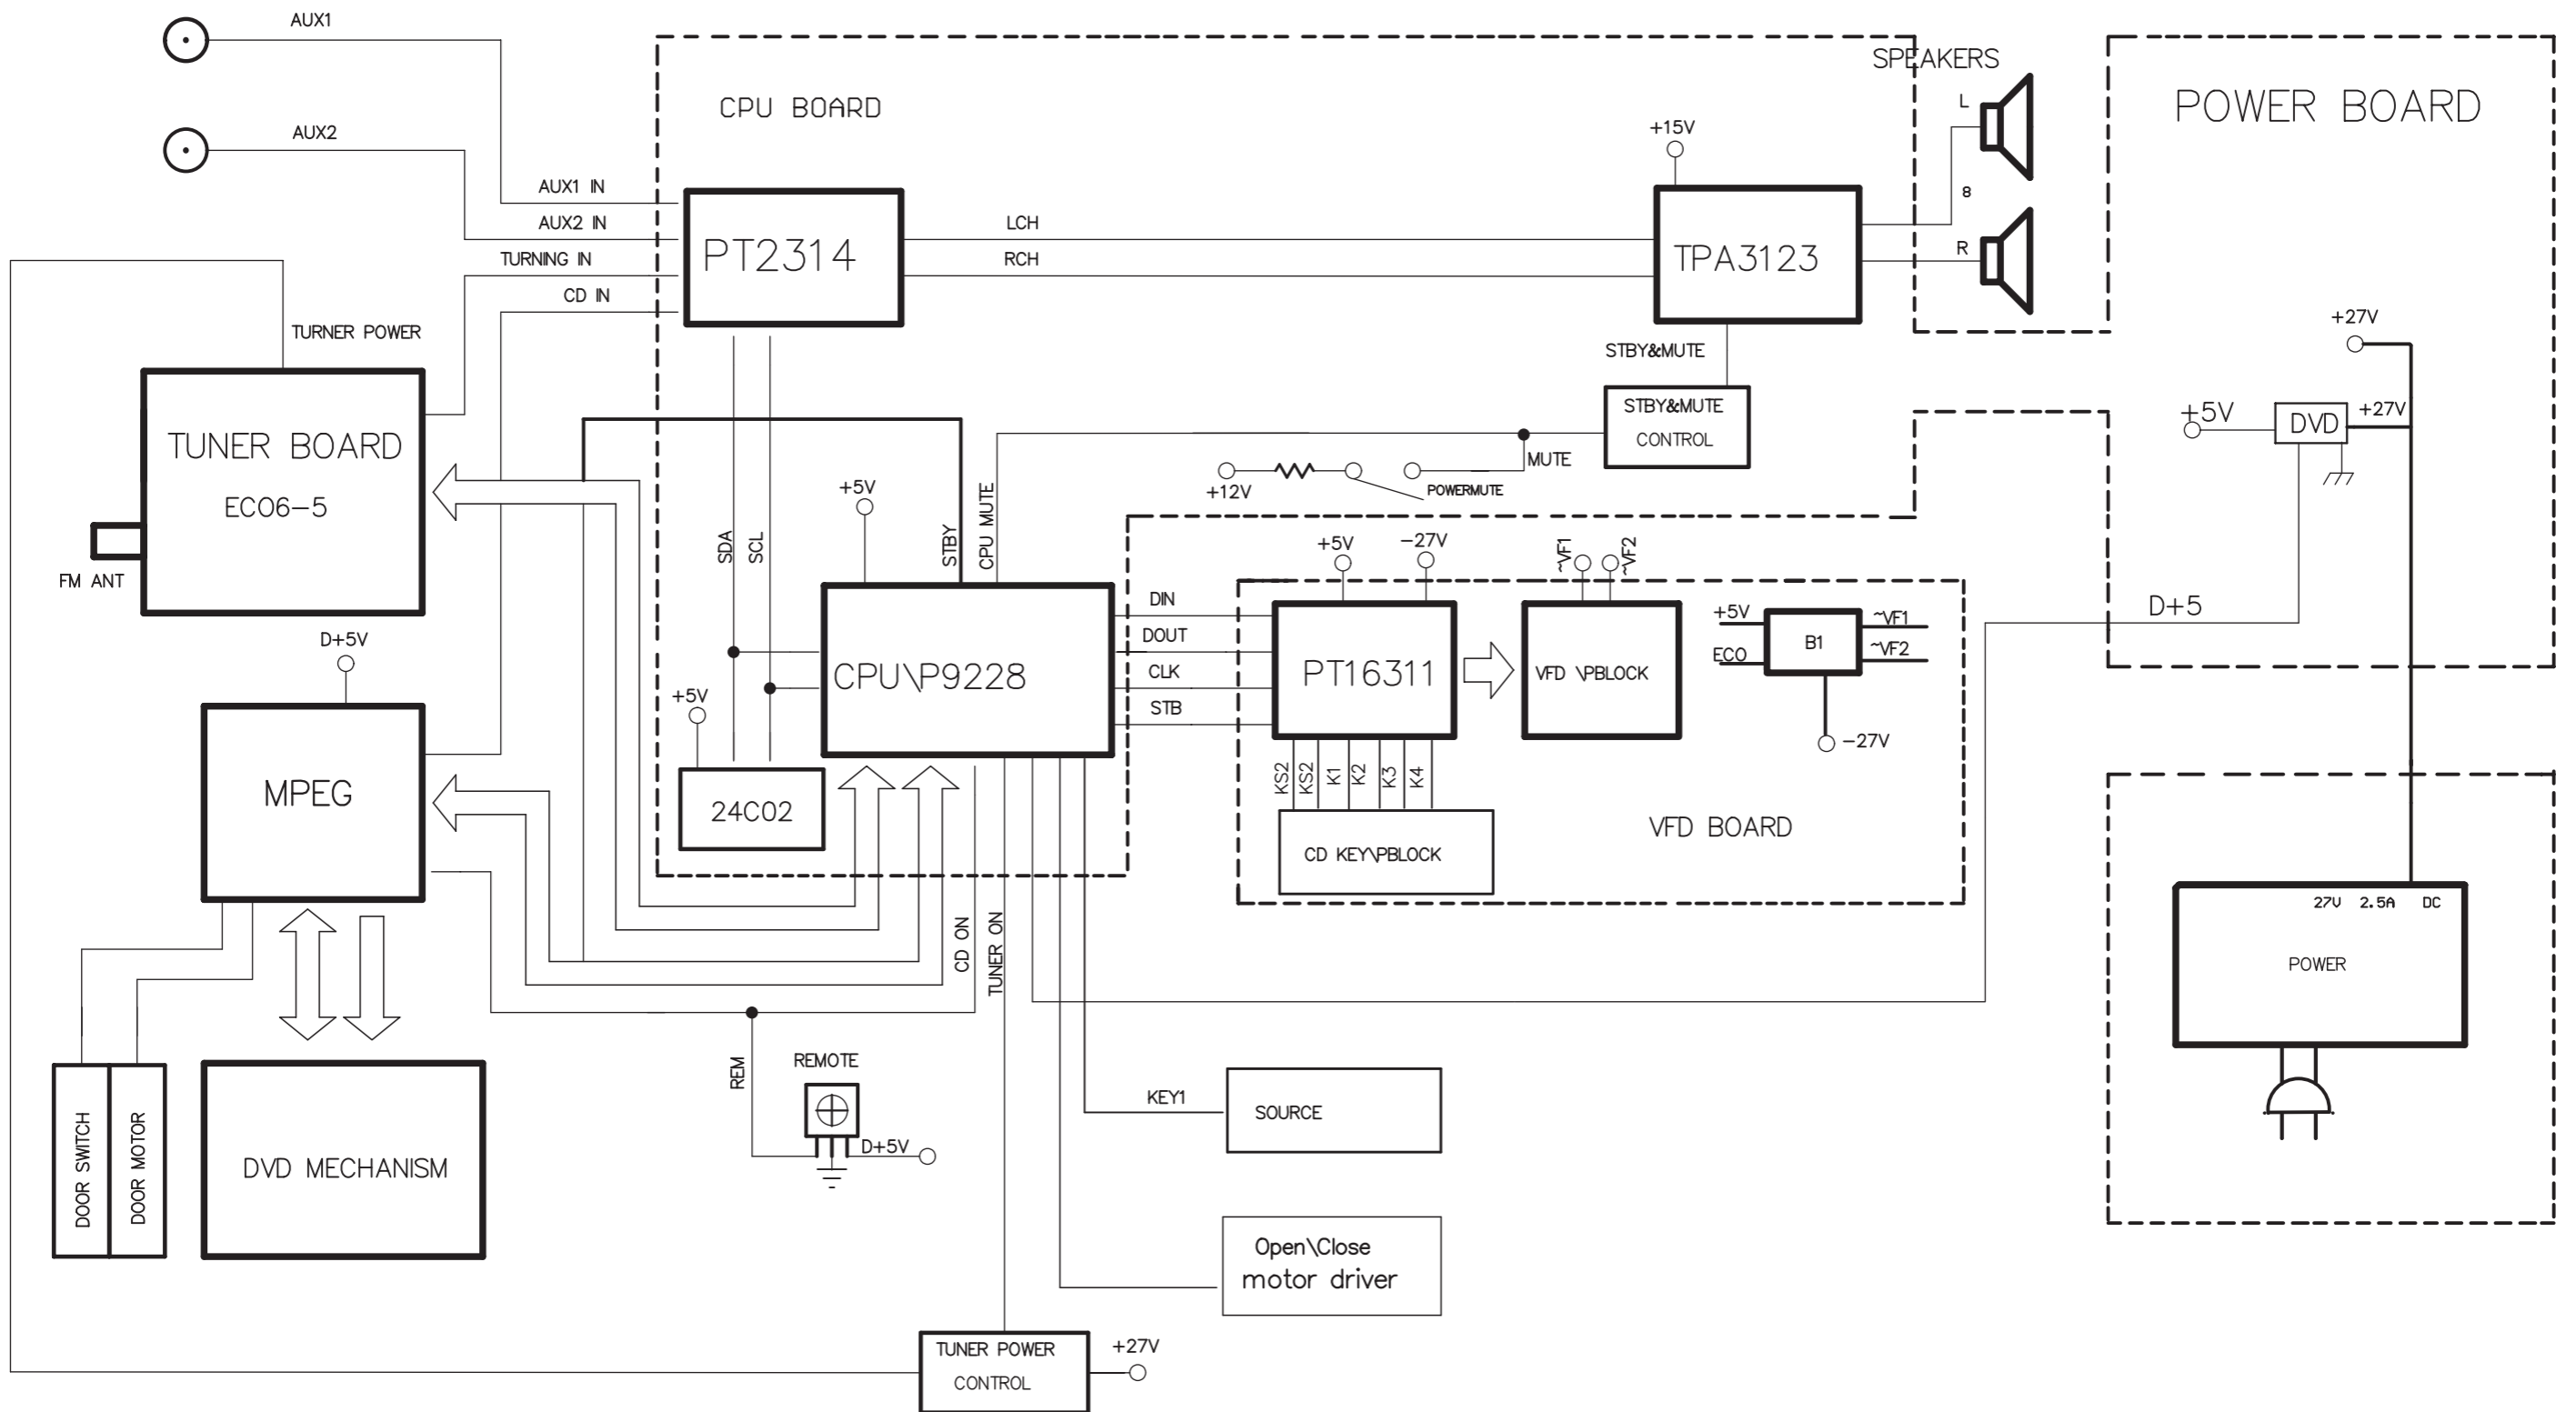 AUX1
AUX2
CPU BOARD
SPEAKERS
L
8
R
POWER BOARD
+15V
AUX1 IN
AUX2 IN
TURNING IN
CD IN
PT2314
LCH
RCH
TPA3123
TURNER POWER
STBY&MUTE
STBY&MUTE
CONTROL
+27V
+5V
DVD
+27V
TUNER BOARD
ECO6-5
FM ANT
MUTE
+12V
POWERMUTE
+5V
SDA
SCL
STBY
CPU MUTE
+5V
-27V
~VF1
~VF2
DIN
DOUT
CLK
STB
CPU\P9228
PT16311
VFD \PBLOCK
+5V
ECO
B1
~VF1
~VF2
-27V
D+5
D+5V
MPEG
+5V
24C02
KS2
KS2
K1
K2
K3
K4
CD KEY\PBLOCK
VFD BOARD
27V 2.5A DC
POWER
CD ON
TUNER ON
REM
REMOTE
D+5V
DOOR SWITCH
DOOR MOTOR
DVD MECHANISM
KEY1
SOURCE
Open\Close
motor driver
TUNER POWER
CONTROL
+27V